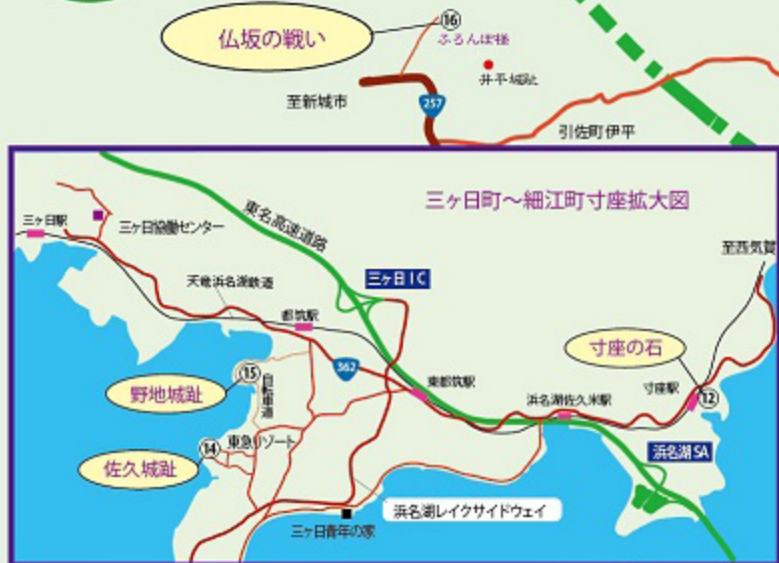 仏坂の戦い
⑯
ふろんぼ様
井平城趾
至新城市
257
引佐町伊平
三ヶ日町～細江町寸座拡大図
東名高速道路
三ヶ日駅
三ヶ日協働センター
至西気賀
天竜浜名湖鉄道
三ヶ日IC
都筑駅
寸座の石
362
⑮
自転車道
野地城趾
東都筑駅
浜名湖佐久米駅
寸座駅
⑫
⑭
東急リゾート
佐久城趾
浜名湖SA
浜名湖レイクサイドウェイ
三ヶ日青年の家